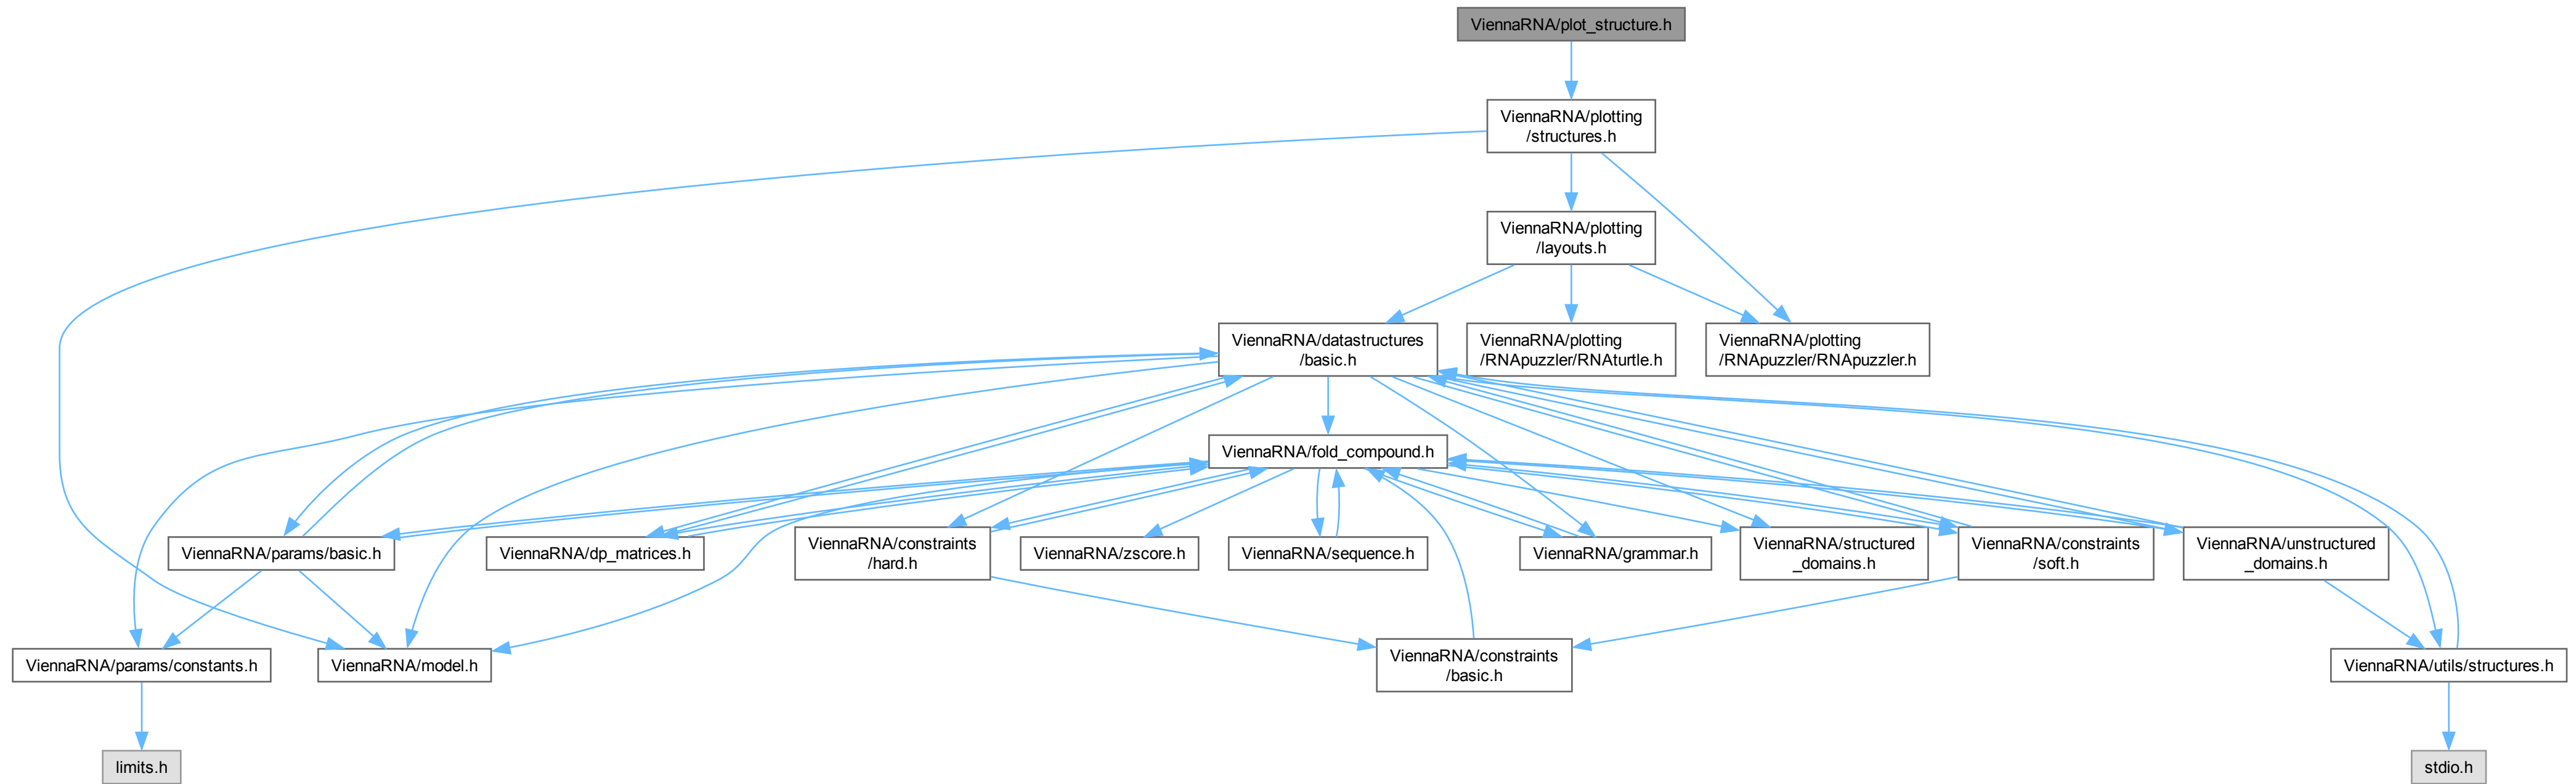 ViennaRNA/plot_structure.h
ViennaRNA/plotting
/structures.h
ViennaRNA/plotting
/layouts.h
ViennaRNA/datastructures
/basic.h
ViennaRNA/plotting
/RNApuzzler/RNAturtle.h
ViennaRNA/plotting
/RNApuzzler/RNApuzzler.h
ViennaRNA/fold_compound.h
ViennaRNA/params/basic.h
ViennaRNA/dp_matrices.h
ViennaRNA/constraints
/hard.h
ViennaRNA/zscore.h
ViennaRNA/sequence.h
ViennaRNA/grammar.h
ViennaRNA/structured
_domains.h
ViennaRNA/constraints
/soft.h
ViennaRNA/unstructured
_domains.h
ViennaRNA/params/constants.h
ViennaRNA/model.h
ViennaRNA/constraints
/basic.h
ViennaRNA/utils/structures.h
limits.h
stdio.h